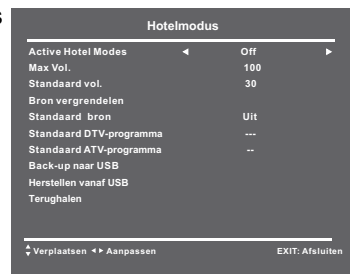 s
Hotelmodus
Active Hotel Modes ◄ Off ►
Max Vol. 100
Standaard vol. 30
Bron vergrendelen
Standaard bron Uit
Standaard DTV-programma ---
Standaard ATV-programma --
Back-up naar USB
Herstellen vanaf USB
Terughalen
Verplaatsen ◄► Aanpassen EXIT: Afsluiten